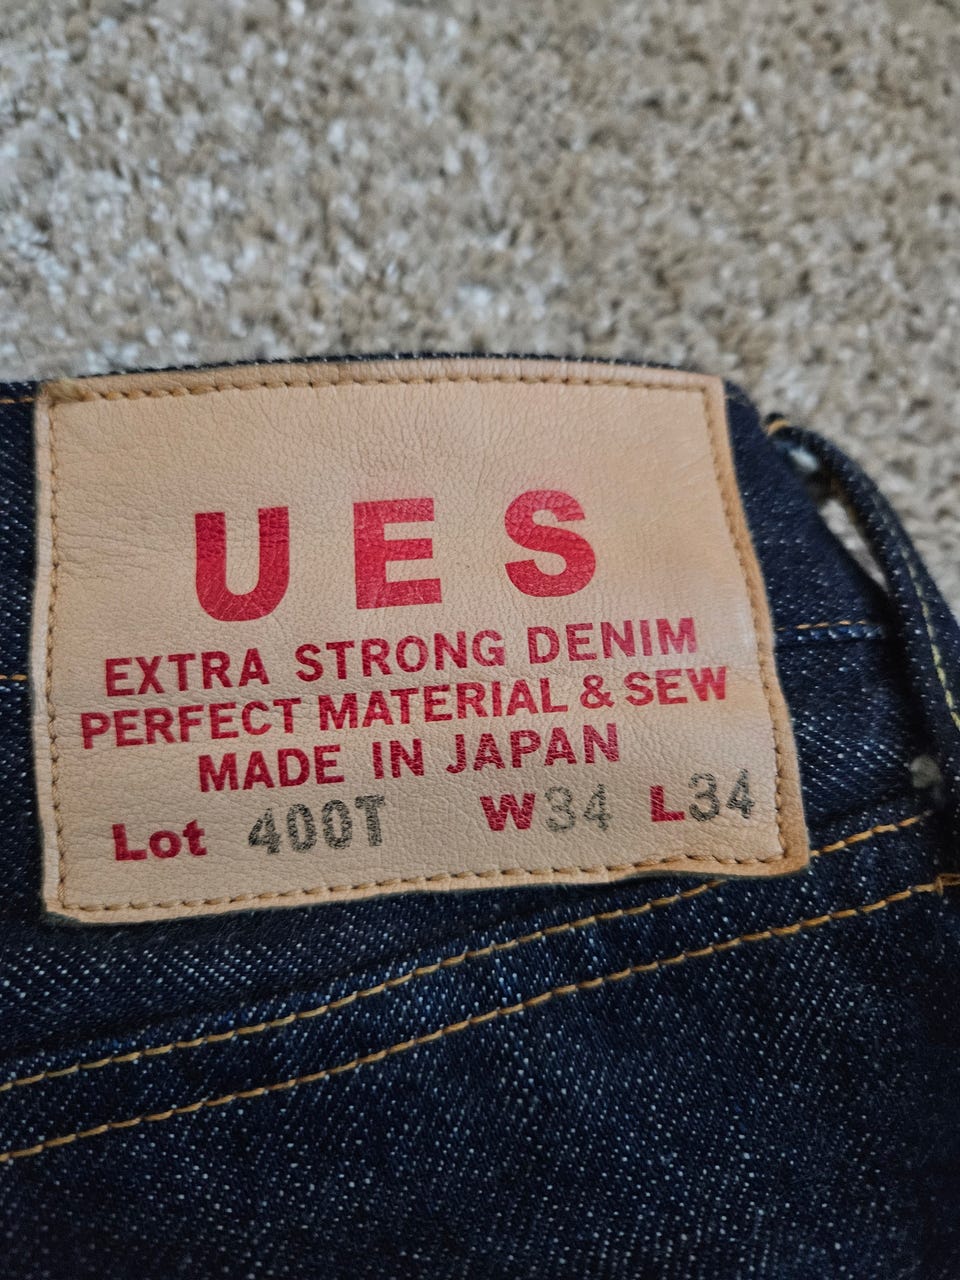 UES
EXTRA STRONG DENIM
PERFECT MATERIAL & SEW
MADE IN JAPAN
Lot 400T W34 L34